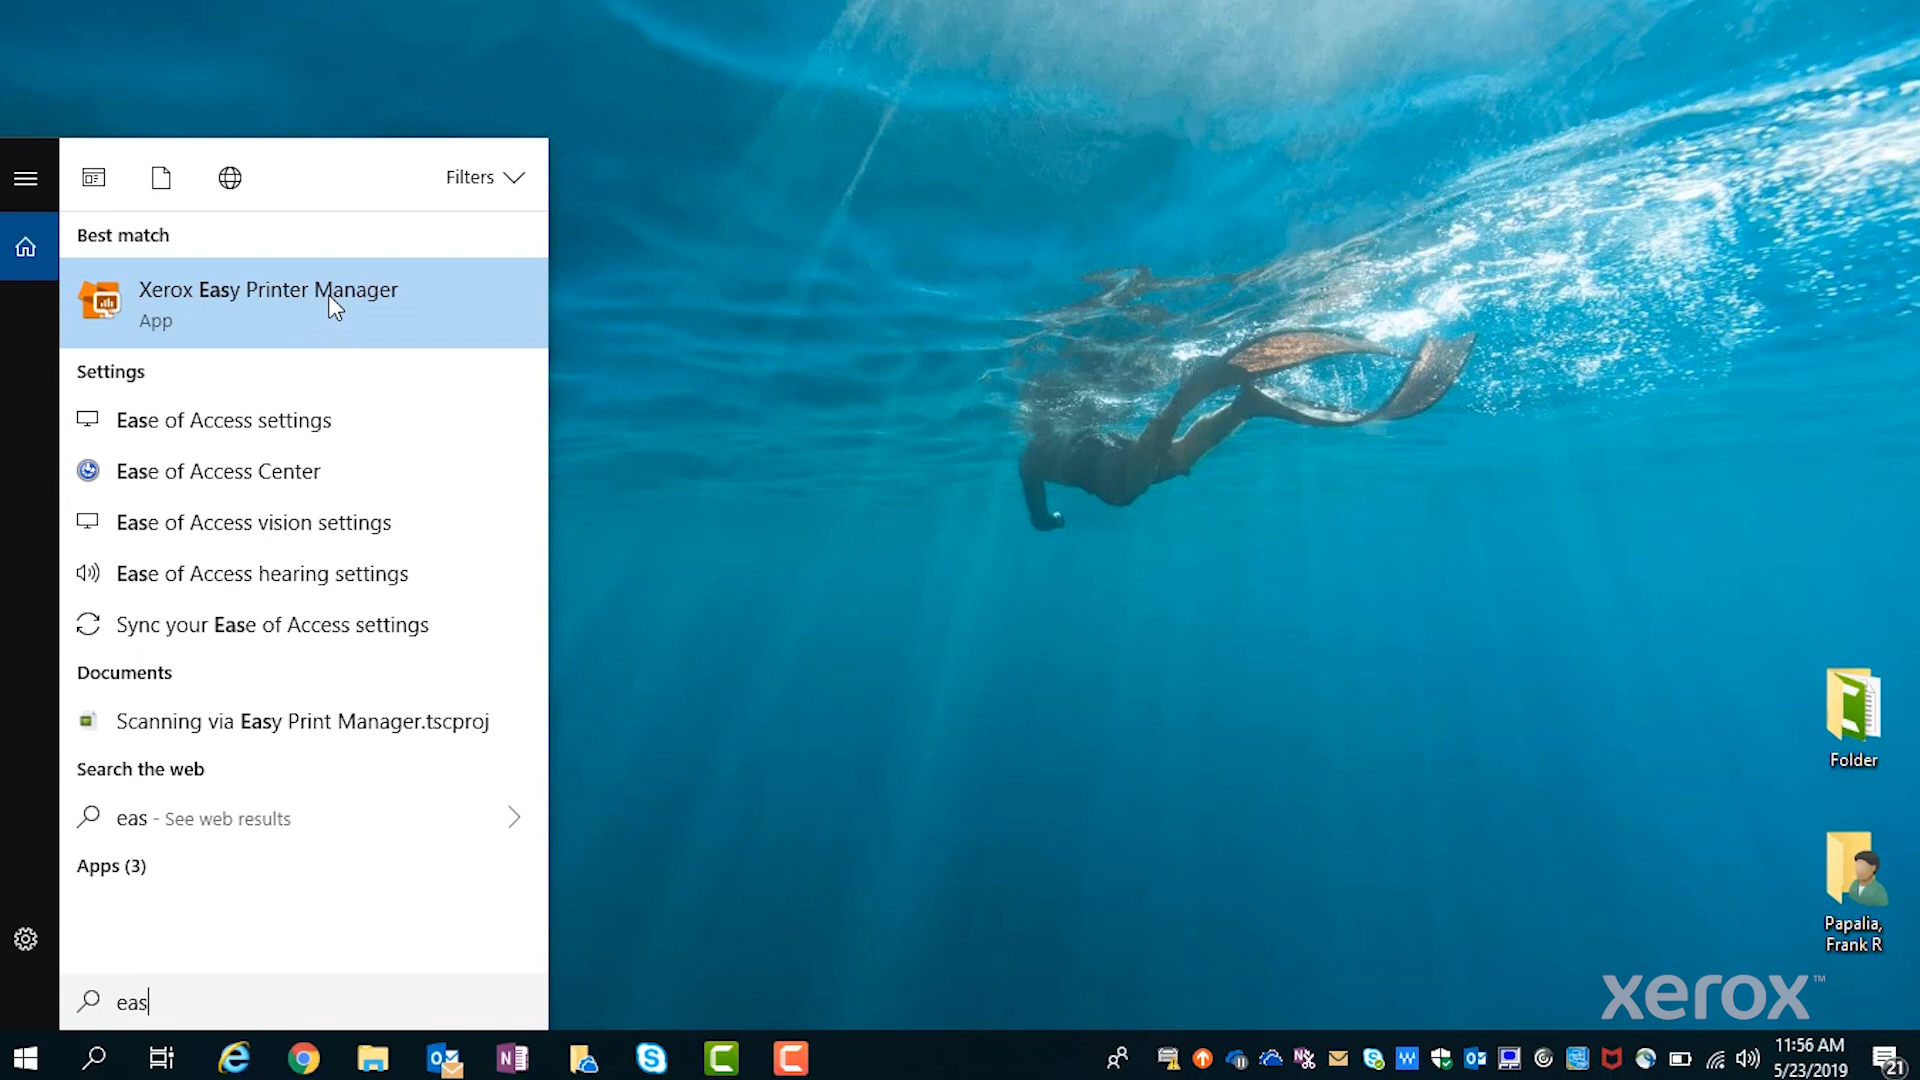 Filters
Best match
Xerox Easy Printer Manager
App
Settings
Ease of Access settings
Ease of Access Center
Ease of Access vision settings
Ease of Access hearing settings
Sync your Ease of Access settings
Documents
Scanning via Easy Print Manager.tscproj
Search the web
eas - See web results
Apps (3)
eas
Folder
Papalia,
Frank R
xerox™
11:56 AM
5/23/2019
21